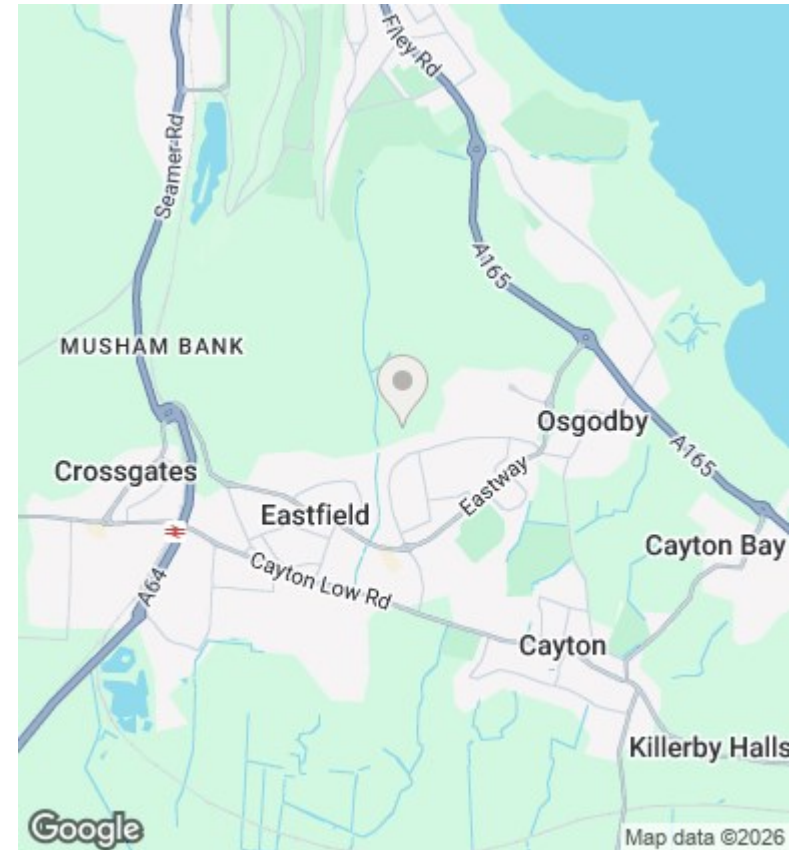 Filey Rd
Seamer Rd
A165
MUSHAM BANK
Osgodby
A165
Crossgates
Eastway
Eastfield
Cayton Bay
A64
Cayton Low Rd
Cayton
Killerby Halls
Google
Map data ©2026